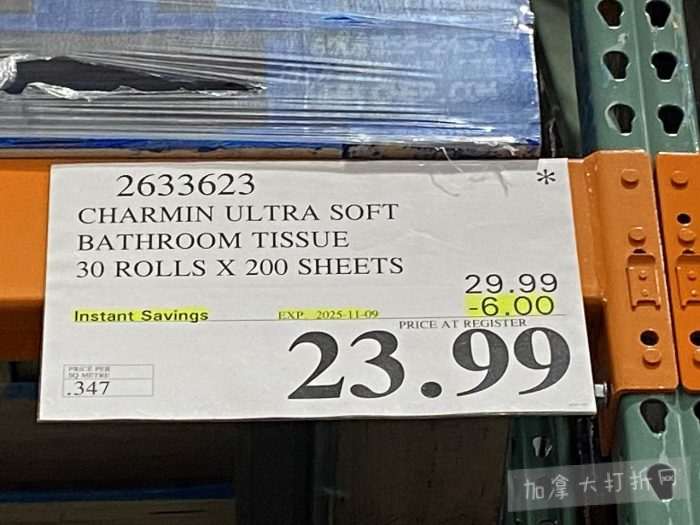 2633623
*
CHARMIN ULTRA SOFT
BATHROOM TISSUE
30 ROLLS X 200 SHEETS
29.99
Instant Savings EXP. 2025-11-09 -6.00
PRICE AT REGISTER
23.99
PRICE PER
SQ METRE
.347
加拿大打折网